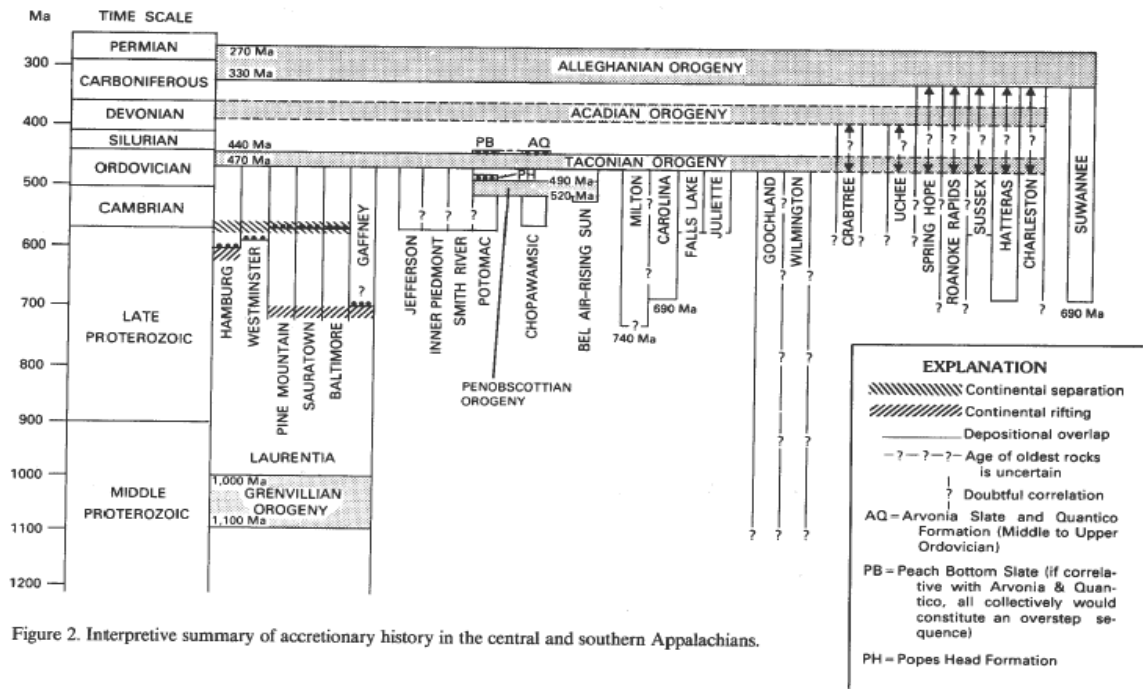 Ma
TIME SCALE
PERMIAN
CARBONIFEROUS
DEVONIAN
SILURIAN
ORDOVICIAN
CAMBRIAN
LATE
PROTEROZOIC
MIDDLE
PROTEROZOIC
300
400
500
600
700
800
900
1000
1100
1200
270 Ma
ALLEGHANIAN OROGENY
330 Ma
ACADIAN OROGENY
440 Ma
PB
AQ
470 Ma
TACONIAN OROGENY
PH
490 Ma
520 Ma
HAMBURG
WESTMINSTER
PINE MOUNTAIN
SAURATOWN
BALTIMORE
GAFFNEY
?
JEFFERSON
?
INNER PIEDMONT
?
SMITH RIVER
?
POTOMAC
CHOPAWAMSIC
BEL AIR-RISING SUN
PENOBSCOTTIAN
OROGENY
MILTON
? 
740 Ma
?
?
CAROLINA
690 Ma
FALLS LAKE
?
JULIETTE
?
GOOCHLAND
?
?
?
?
WILMINGTON
?
?
?
?
CRABTREE
?
?
?
UCHEE
?
?
?
SPRING HOPE
?
?
?
ROANOKE RAPIDS
?
?
?
SUSSEX
?
?
HATTERAS
?
?
CHARLESTON
?
?
?
SUWANNEE
690 Ma
LAURENTIA
1,000 Ma
GRENVILLIAN
OROGENY
1,100 Ma
EXPLANATION
Continental separation
Continental rifting
Depositional overlap
–?–?–?– Age of oldest rocks
is uncertain
? Doubtful correlation
AQ = Arvonia Slate and Quantico
Formation (Middle to Upper
Ordovician)
PB = Peach Bottom Slate (if correla-
tive with Arvonia & Quan-
tico, all collectively would
constitute an overstep se-
quence)
PH = Popes Head Formation
Figure 2. Interpretive summary of accretionary history in the central and southern Appalachians.